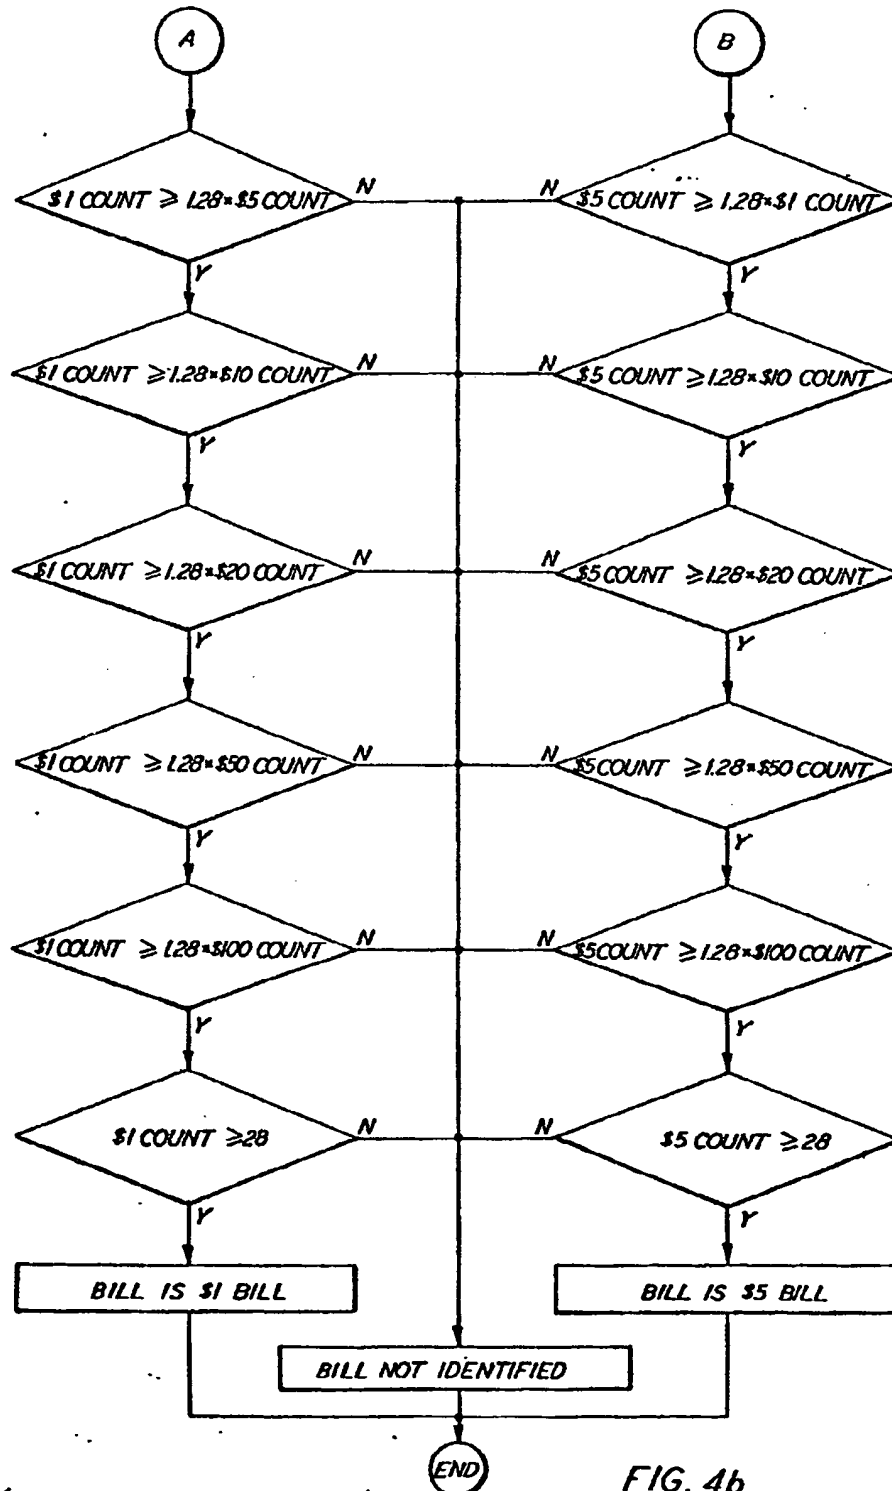 A
B
$1 COUNT ≥ 1.28×$5 COUNT
N
N
$5 COUNT ≥ 1.28×$1 COUNT
Y
Y
$1 COUNT ≥ 1.28×$10 COUNT
N
N
$5 COUNT ≥ 1.28×$10 COUNT
Y
Y
$1 COUNT ≥ 1.28×$20 COUNT
N
N
$5 COUNT ≥ 1.28×$20 COUNT
Y
Y
$1 COUNT ≥ 1.28×$50 COUNT
N
N
$5 COUNT ≥ 1.28×$50 COUNT
Y
Y
$1 COUNT ≥ 1.28×$100 COUNT
N
N
$5 COUNT ≥ 1.28×$100 COUNT
Y
Y
$1 COUNT ≥28
N
N
$5 COUNT ≥28
Y
Y
BILL IS $1 BILL
BILL IS $5 BILL
BILL NOT IDENTIFIED
END
FIG. 4b